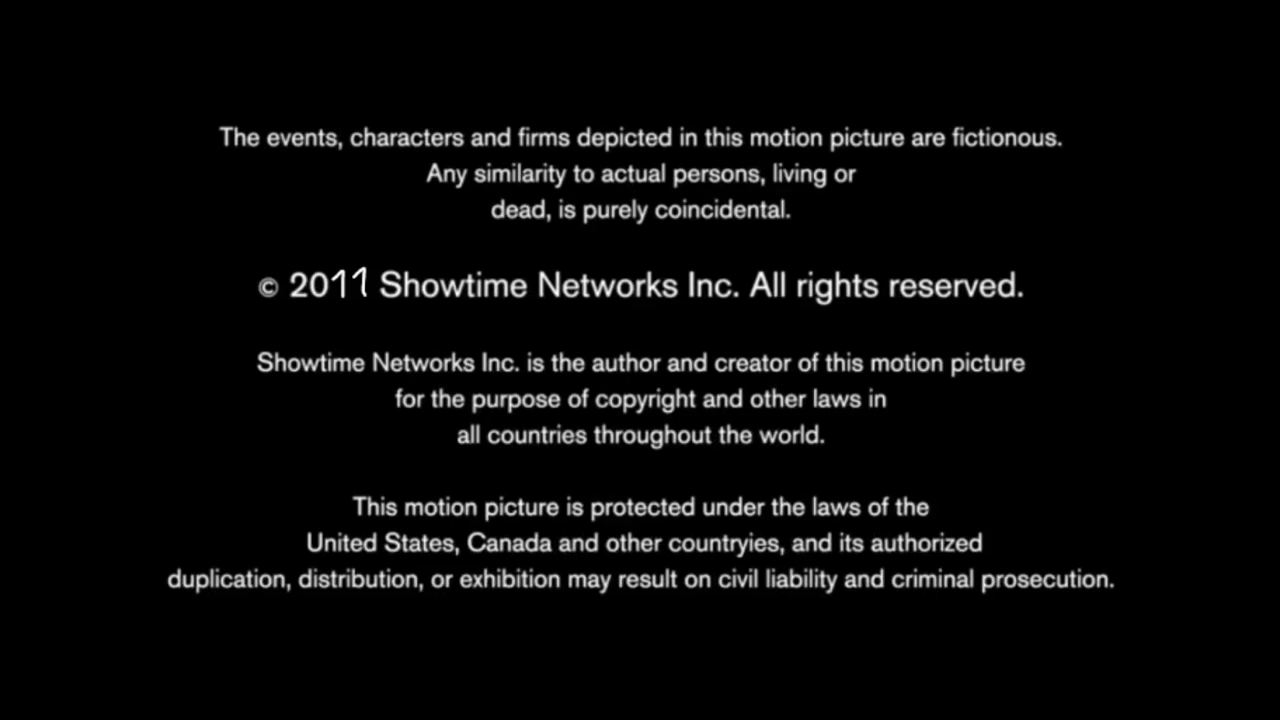 The events, characters and firms depicted in this motion picture are fictionous.
Any similarity to actual persons, living or
dead, is purely coincidental.
© 2011 Showtime Networks Inc. All rights reserved.
Showtime Networks Inc. is the author and creator of this motion picture
for the purpose of copyright and other laws in
all countries throughout the world.
This motion picture is protected under the laws of the
United States, Canada and other countryies, and its authorized
duplication, distribution, or exhibition may result on civil liability and criminal prosecution.